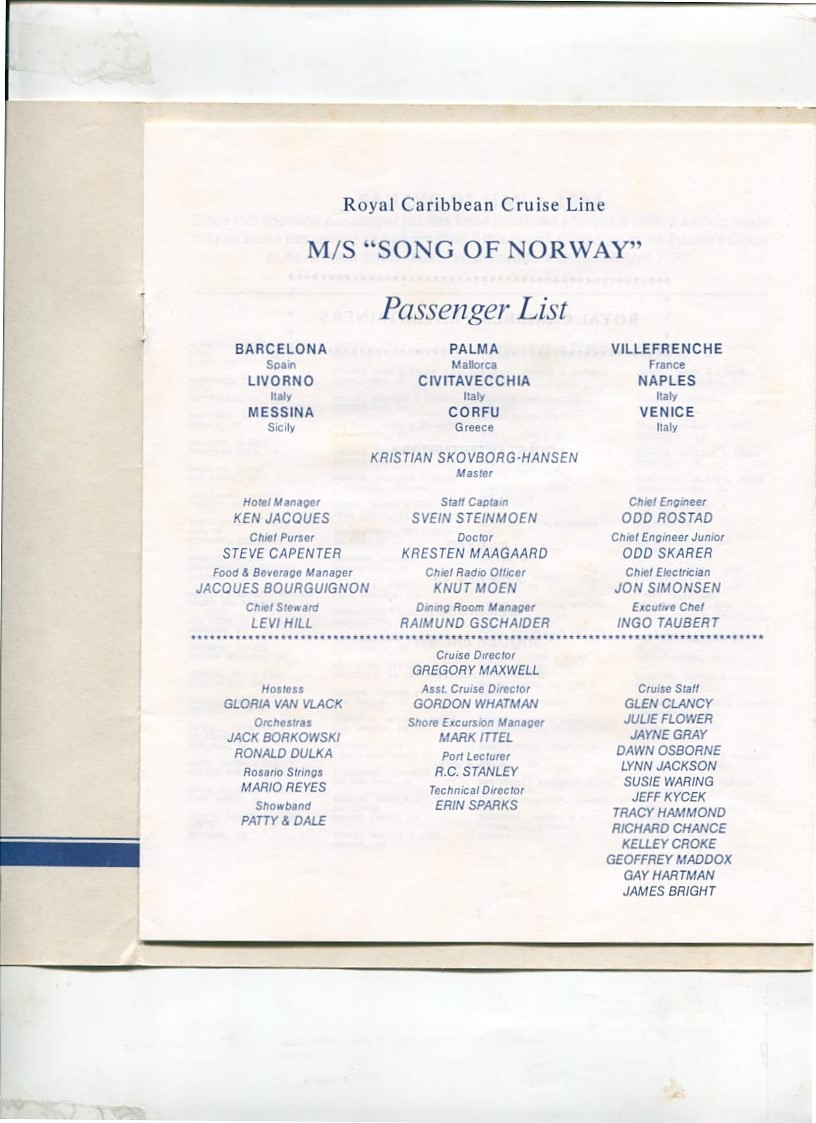 Royal Caribbean Cruise Line
M/S “SONG OF NORWAY”
Passenger List
BARCELONA PALMA VILLEFRENCHE
Spain Mallorca France
LIVORNO CIVITAVECCHIA NAPLES
Italy Italy Italy
MESSINA CORFU VENICE
Sicily Greece Italy
KRISTIAN SKOVBORG-HANSEN
Master
Hotel Manager Staff Captain Chief Engineer
KEN JACQUES SVEIN STEINMOEN ODD ROSTAD
Chief Purser Doctor Chief Engineer Junior
STEVE CAPENTER KRESTEN MAAGAARD ODD SKARER
Food & Beverage Manager Chief Radio Officer Chief Electrician
JACQUES BOURGUIGNON KNUT MOEN JON SIMONSEN
Chief Steward Dining Room Manager Excutive Chef
LEVI HILL RAIMUND GSCHAIDER INGO TAUBERT
Cruise Director
GREGORY MAXWELL
Hostess
GLORIA VAN VLACK
Orchestras
JACK BORKOWSKI
RONALD DULKA
Rosario Strings
MARIO REYES
Showband
PATTY & DALE
Asst. Cruise Director
GORDON WHATMAN
Shore Excursion Manager
MARK ITTEL
Port Lecturer
R.C. STANLEY
Technical Director
ERIN SPARKS
Cruise Staff
GLEN CLANCY
JULIE FLOWER
JAYNE GRAY
DAWN OSBORNE
LYNN JACKSON
SUSIE WARING
JEFF KYCEK
TRACY HAMMOND
RICHARD CHANCE
KELLEY CROKE
GEOFFREY MADDOX
GAY HARTMAN
JAMES BRIGHT